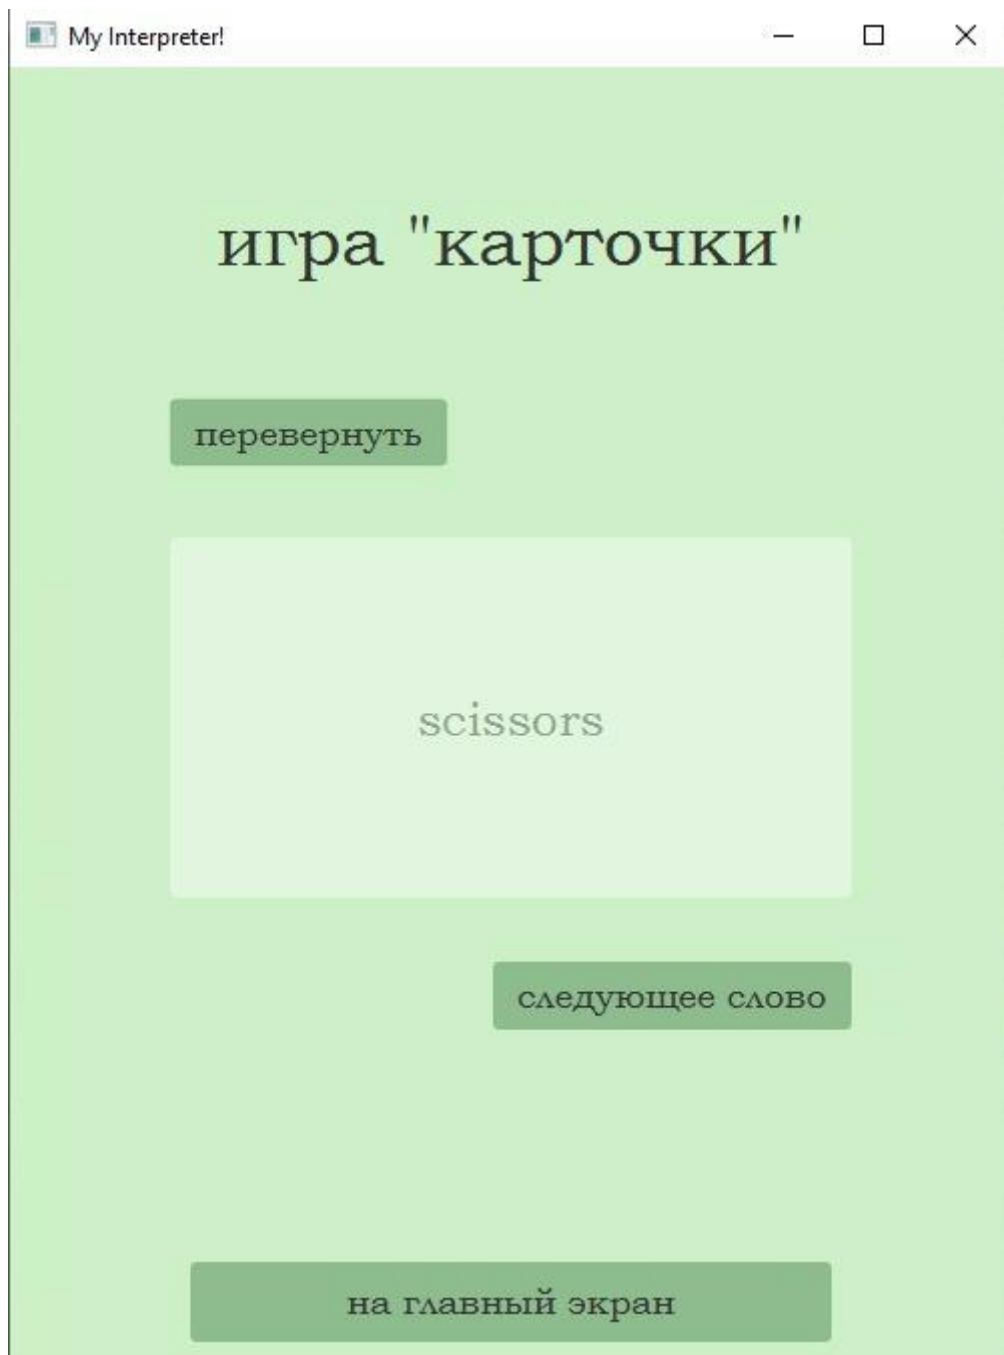 My Interpreter!
игра "карточки"
перевернуть
scissors
следующее слово
на главный экран